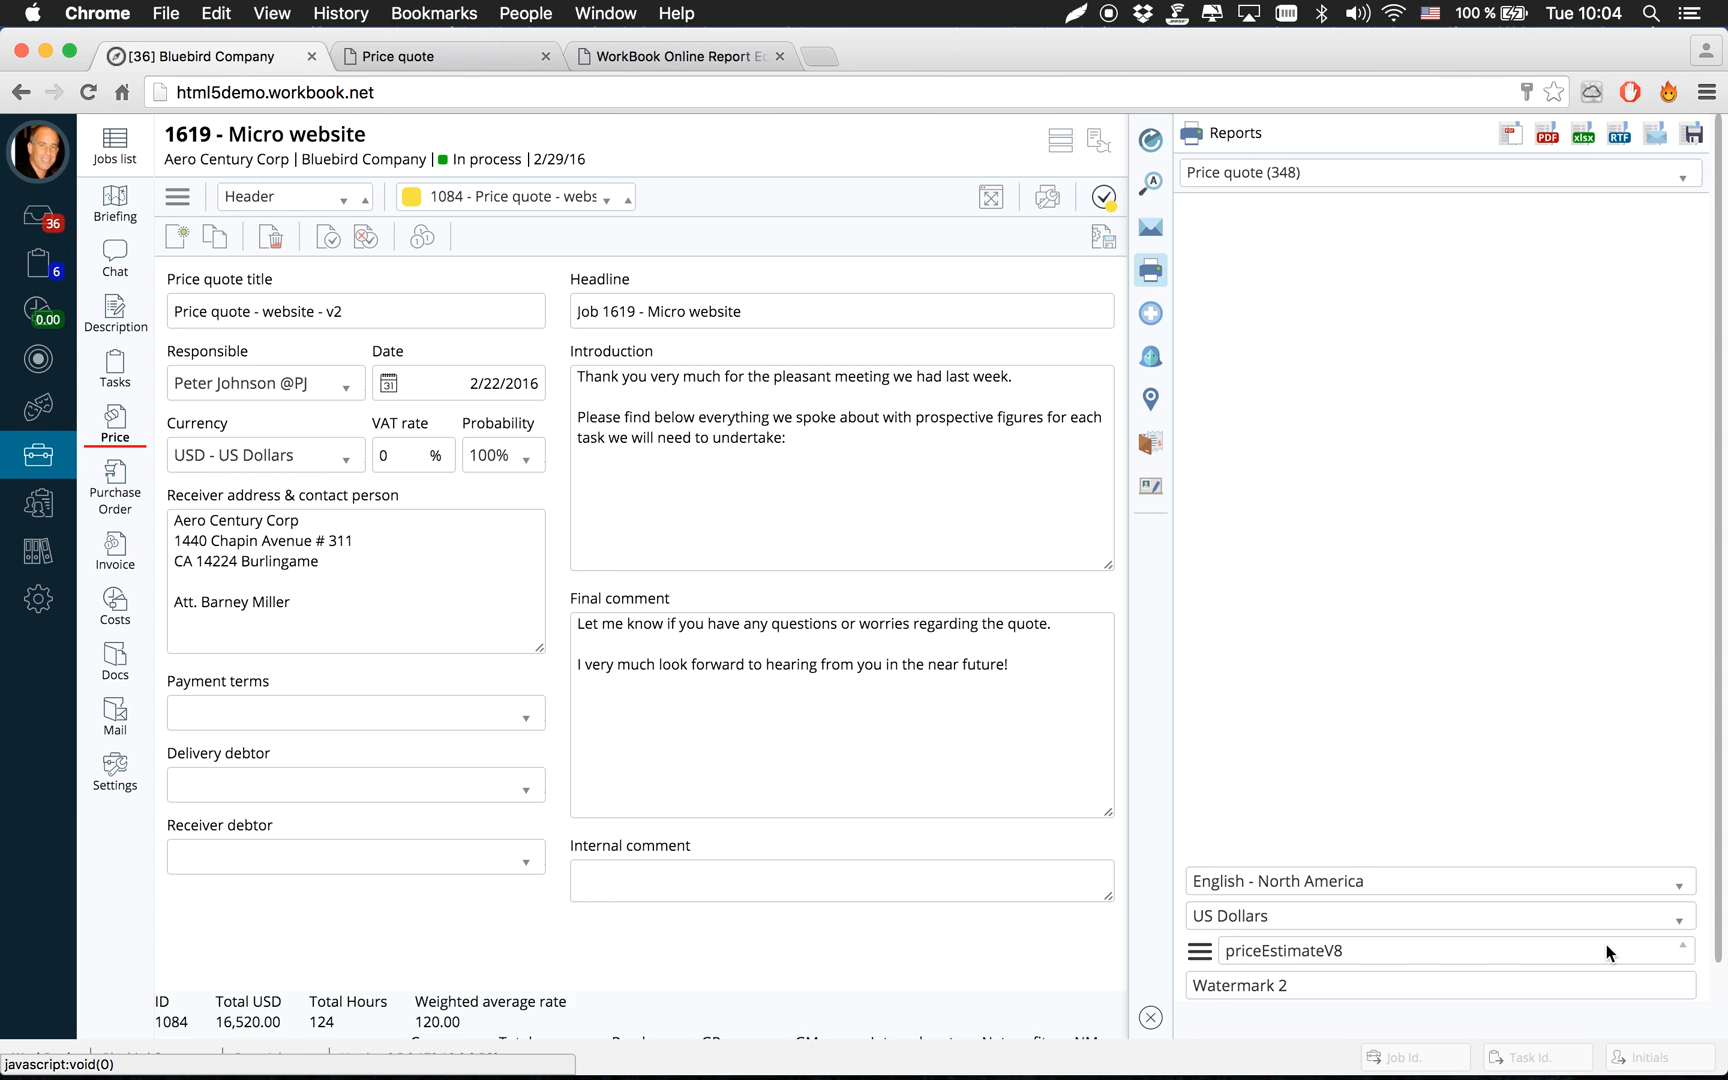 Chrome File Edit View History Bookmarks People Window Help 100 % Tue 10:04
[36] Bluebird Company Price quote WorkBook Online Report Ec
html5demo.workbook.net
Jobs list
Briefing
Chat
Description
Tasks
Price
Purchase
Order
Invoice
Costs
Docs
Mail
Settings
36
6
0.00
1619 - Micro website
Aero Century Corp | Bluebird Company | In process | 2/29/16
Header 1084 - Price quote - webs
Price quote title
Price quote - website - v2
Responsible Date
Peter Johnson @PJ 31 2/22/2016
Currency VAT rate Probability
USD - US Dollars 0 % 100%
Receiver address & contact person
Aero Century Corp
1440 Chapin Avenue # 311
CA 14224 Burlingame
Att. Barney Miller
Payment terms
Delivery debtor
Receiver debtor
Headline
Job 1619 - Micro website
Introduction
Thank you very much for the pleasant meeting we had last week.
Please find below everything we spoke about with prospective figures for each
task we will need to undertake:
Final comment
Let me know if you have any questions or worries regarding the quote.
I very much look forward to hearing from you in the near future!
Internal comment
ID Total USD Total Hours Weighted average rate
1084 16,520.00 124 120.00
Reports PDF xlsx RTF
Price quote (348)
English - North America
US Dollars
priceEstimateV8
Watermark 2
javascript:void(0)
Job Id. Task Id. Initials